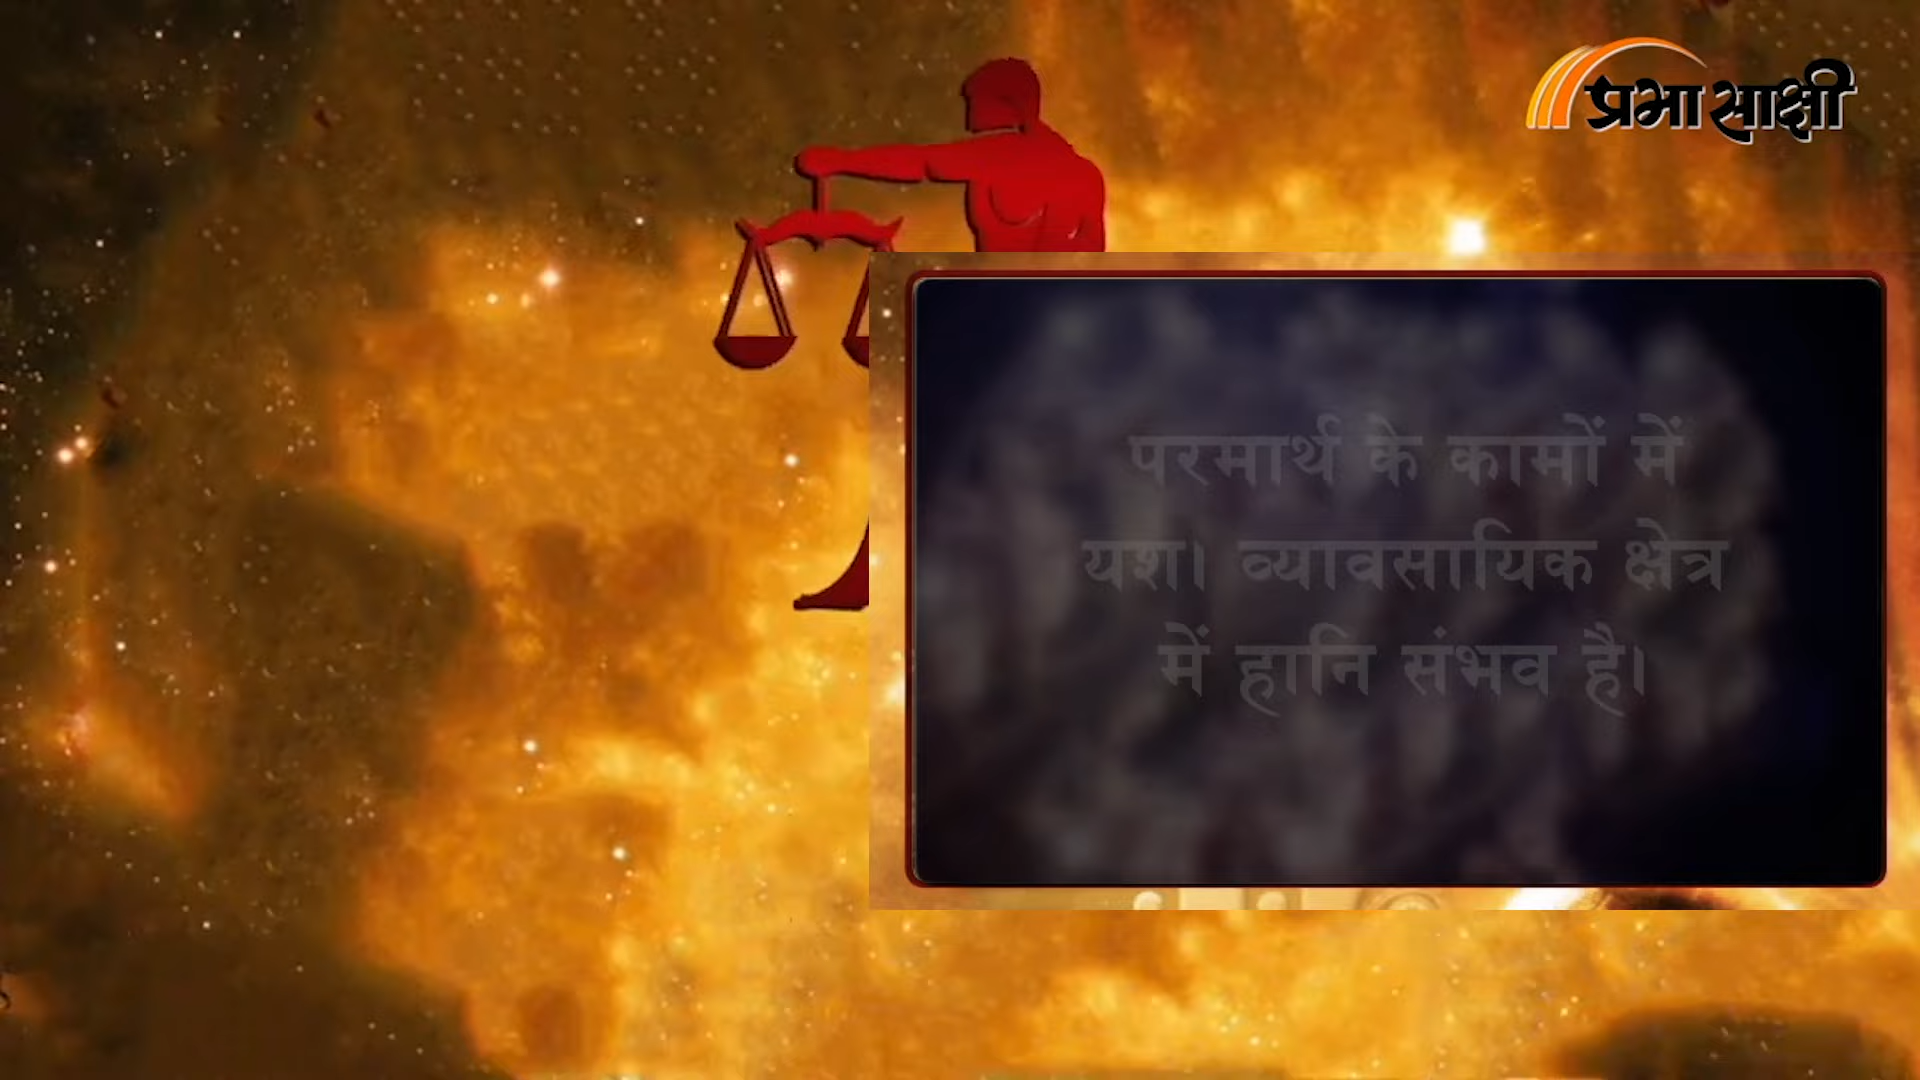 प्रभासाक्षी
परमार्थ के कामों में
यश। व्यावसायिक क्षेत्र
में हानि संभव है।